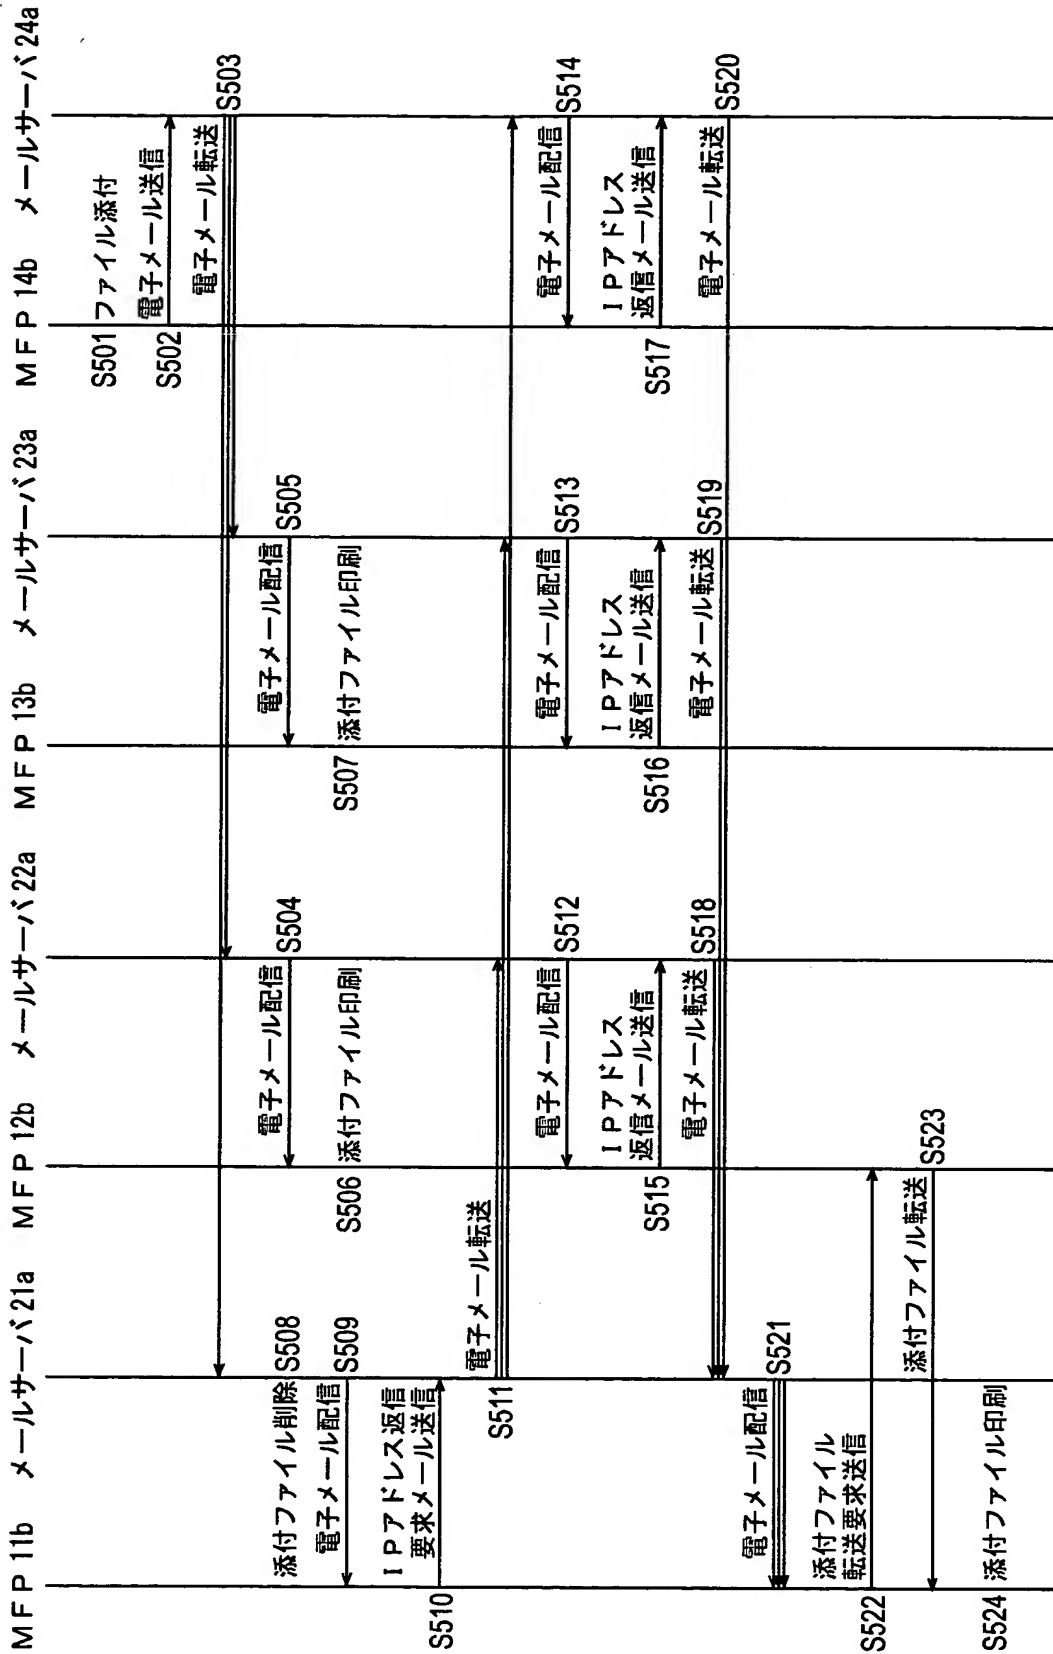 MFP 11b
メールサーバ21a
MFP 12b
メールサーバ22a
MFP 13b
メールサーバ23a
MFP 14b
メールサーバ24a
S501
ファイル添付
S502
電子メール送信
電子メール転送
S503
電子メール配信
S504
電子メール配信
S505
S506
添付ファイル印刷
S507
添付ファイル印刷
添付ファイル削除
S508
電子メール配信
S509
IPアドレス返信
要求メール送信
S510
電子メール転送
S511
電子メール配信
S512
電子メール配信
S513
電子メール配信
S514
IPアドレス
返信メール送信
S515
IPアドレス
返信メール送信
S516
IPアドレス
返信メール送信
S517
電子メール転送
S518
電子メール転送
S519
電子メール転送
S520
電子メール配信
S521
添付ファイル
転送要求送信
S522
添付ファイル転送
S523
S524
添付ファイル印刷